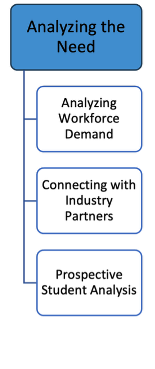 Analyzing the
Need
Analyzing
Workforce
Demand
Connecting with
Industry
Partners
Prospective
Student Analysis